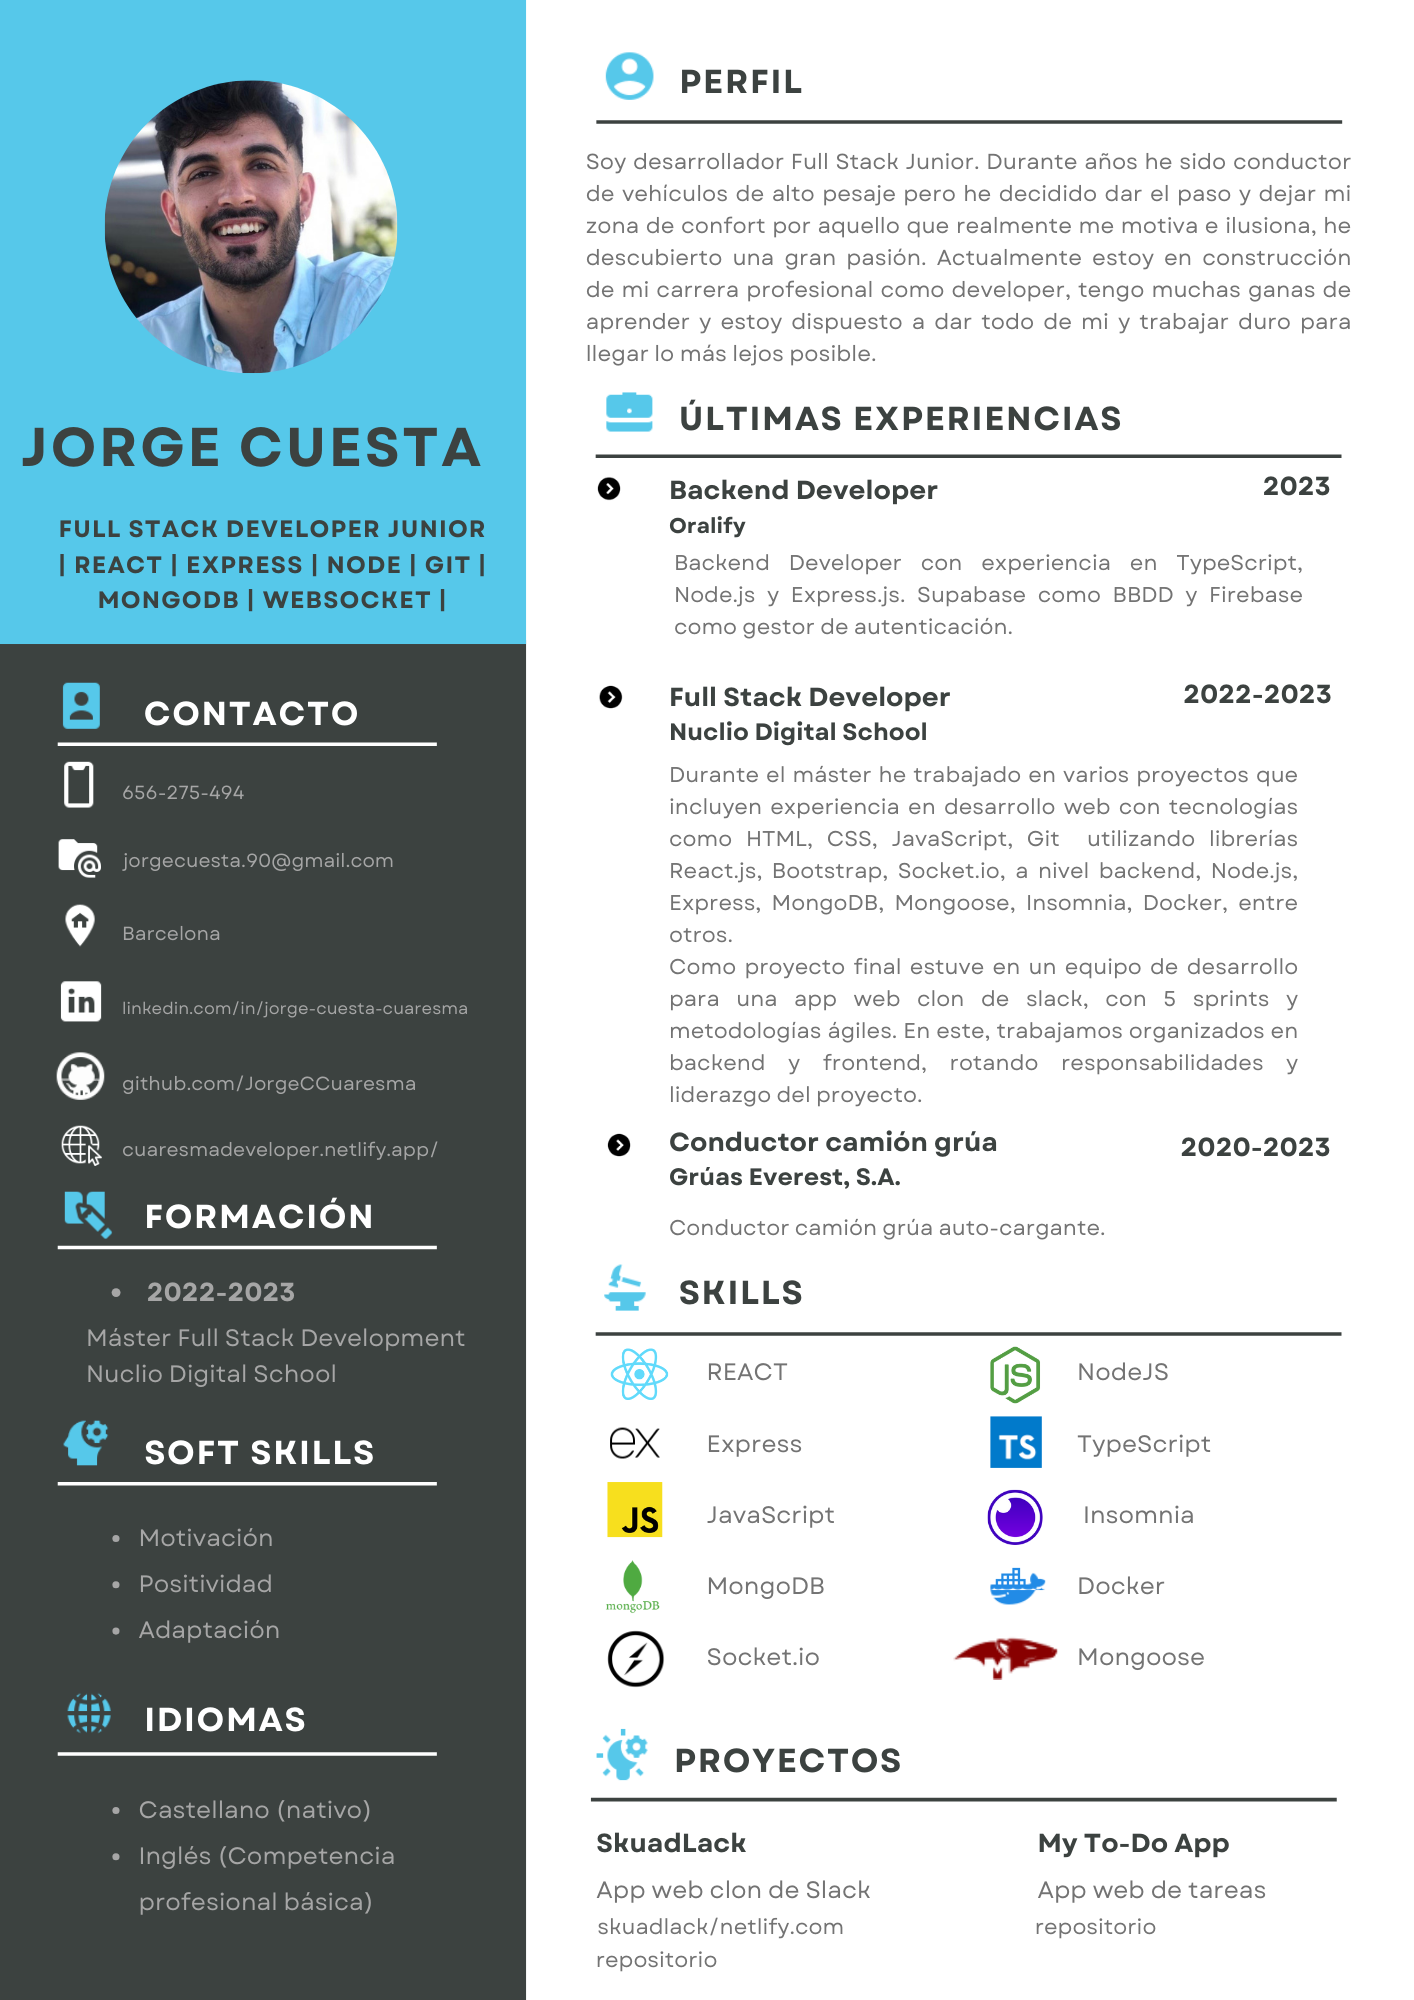 JORGE CUESTA
FULL STACK DEVELOPER JUNIOR
| REACT | EXPRESS | NODE | GIT |
MONGODB | WEBSOCKET |
CONTACTO
656-275-494
jorgecuesta.90@gmail.com
Barcelona
in
linkedin.com/in/jorge-cuesta-cuaresma
github.com/JorgeCCuaresma
cuaresmadeveloper.netlify.app/
FORMACIÓN
• 2022-2023
Máster Full Stack Development
Nuclio Digital School
SOFT SKILLS
• Motivación
• Positividad
• Adaptación
IDIOMAS
• Castellano (nativo)
• Inglés (Competencia
profesional básica)
PERFIL
Soy desarrollador Full Stack Junior. Durante años he sido conductor
de vehículos de alto pesaje pero he decidido dar el paso y dejar mi
zona de confort por aquello que realmente me motiva e ilusiona, he
descubierto una gran pasión. Actualmente estoy en construcción
de mi carrera profesional como developer, tengo muchas ganas de
aprender y estoy dispuesto a dar todo de mi y trabajar duro para
llegar lo más lejos posible.
ÚLTIMAS EXPERIENCIAS
Backend Developer 2023
Oralify
Backend Developer con experiencia en TypeScript,
Node.js y Express.js. Supabase como BBDD y Firebase
como gestor de autenticación.
Full Stack Developer 2022-2023
Nuclio Digital School
Durante el máster he trabajado en varios proyectos que
incluyen experiencia en desarrollo web con tecnologías
como HTML, CSS, JavaScript, Git utilizando librerías
React.js, Bootstrap, Socket.io, a nivel backend, Node.js,
Express, MongoDB, Mongoose, Insomnia, Docker, entre
otros.
Como proyecto final estuve en un equipo de desarrollo
para una app web clon de slack, con 5 sprints y
metodologías ágiles. En este, trabajamos organizados en
backend y frontend, rotando responsabilidades y
liderazgo del proyecto.
Conductor camión grúa 2020-2023
Grúas Everest, S.A.
Conductor camión grúa auto-cargante.
SKILLS
REACT JS NodeJS
ex Express TS TypeScript
JS JavaScript Insomnia
mongoDB MongoDB Docker
Socket.io M Mongoose
PROYECTOS
SkuadLack My To-Do App
App web clon de Slack App web de tareas
skuadlack/netlify.com repositorio
repositorio